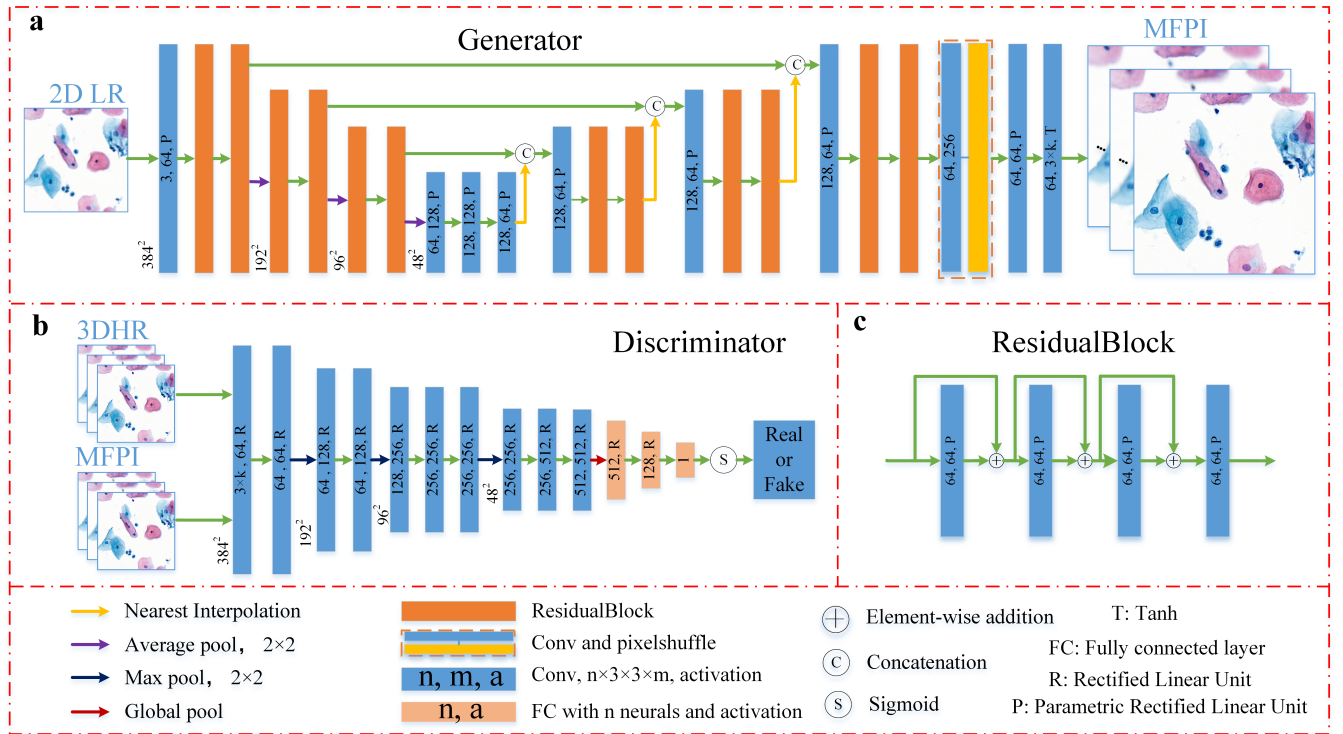 a
Generator
MFPI
2D LR
3, 64, P
384²
192²
96²
48²
64, 128, P
128, 128, P
128, 64, P
C
128, 64, P
C
128, 64, P
C
128, 64, P
64, 256
64, 64, P
64, 3×k, T
...
...
b
3DHR
MFPI
Discriminator
384²
3×k , 64, R
64 , 64, R
192²
64 , 128, R
64 , 128, R
96²
128, 256, R
256, 256, R
256, 256, R
48²
256, 256, R
256, 512, R
512, 512, R
512, R
128, R
1
S
Real
or
Fake
c
ResidualBlock
64, 64, P
64, 64, P
64, 64, P
64, 64, P
Nearest Interpolation
Average pool, 2×2
Max pool, 2×2
Global pool
ResidualBlock
Conv and pixelshuffle
n, m, a
Conv, n×3×3×m, activation
n, a
FC with n neurals and activation
Element-wise addition
C
Concatenation
S
Sigmoid
T: Tanh
FC: Fully connected layer
R: Rectified Linear Unit
P: Parametric Rectified Linear Unit